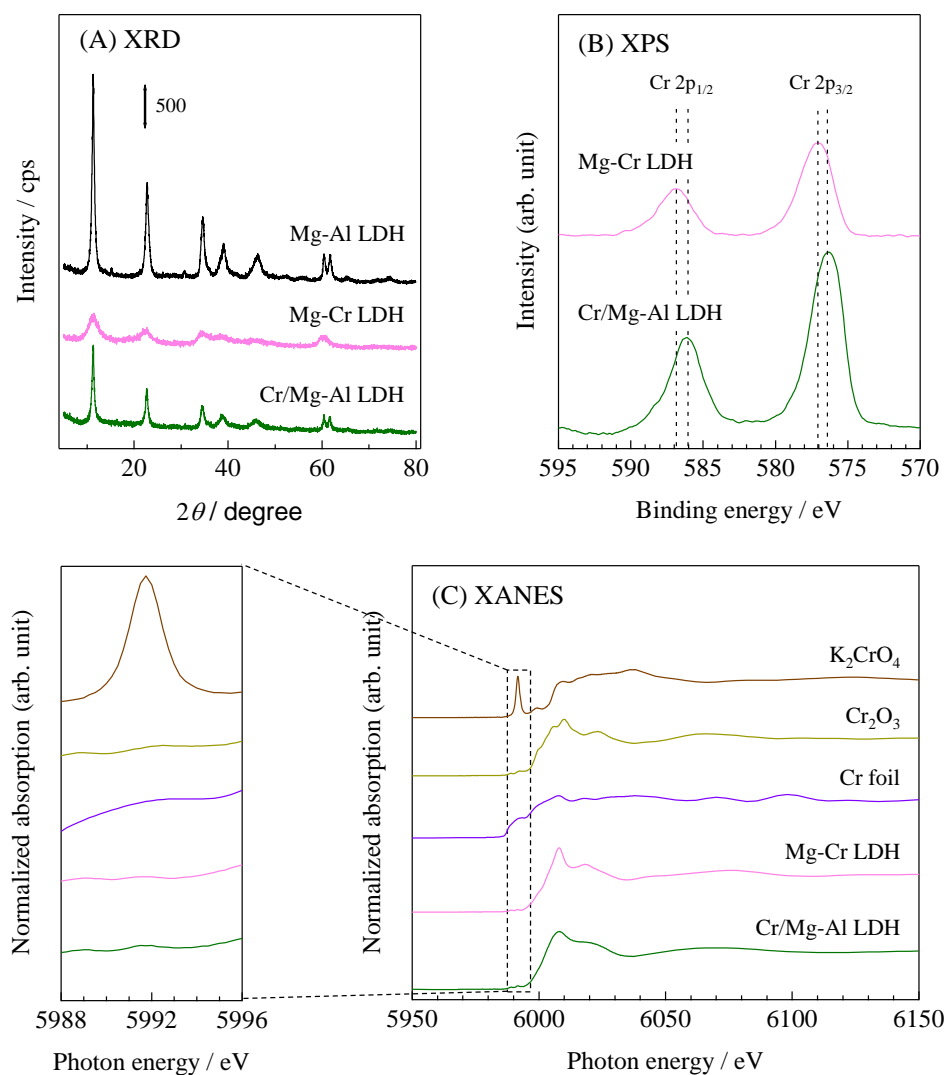 (A) XRD
500
Mg-Al LDH
Mg-Cr LDH
Cr/Mg-Al LDH
Intensity / cps
20 40 60 80
2θ / degree
(B) XPS
Cr 2p1/2 Cr 2p3/2
Mg-Cr LDH
Cr/Mg-Al LDH
Intensity (arb. unit)
595 590 585 580 575 570
Binding energy / eV
Normalized absorption (arb. unit)
5988 5992 5996
Photon energy / eV
(C) XANES
K2CrO4
Cr2O3
Cr foil
Mg-Cr LDH
Cr/Mg-Al LDH
Normalized absorption (arb. unit)
5950 6000 6050 6100 6150
Photon energy / eV